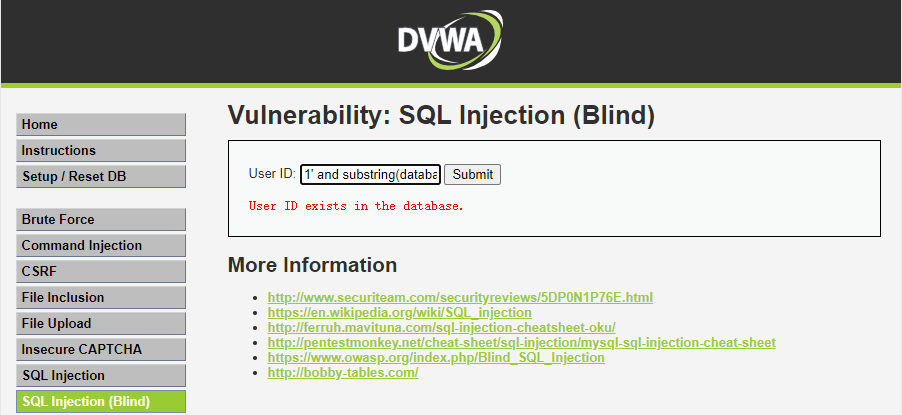 DVWA
Vulnerability: SQL Injection (Blind)
Home
Instructions
Setup / Reset DB
Brute Force
Command Injection
CSRF
File Inclusion
File Upload
Insecure CAPTCHA
SQL Injection
SQL Injection (Blind)
User ID: 1' and substring(databa Submit
User ID exists in the database.
More Information
http://www.securiteam.com/securityreviews/5DP0N1P76E.html
https://en.wikipedia.org/wiki/SQL_injection
http://ferruh.mavituna.com/sql-injection-cheatsheet-oku/
http://pentestmonkey.net/cheat-sheet/sql-injection/mysql-sql-injection-cheat-sheet
https://www.owasp.org/index.php/Blind_SQL_Injection
http://bobby-tables.com/